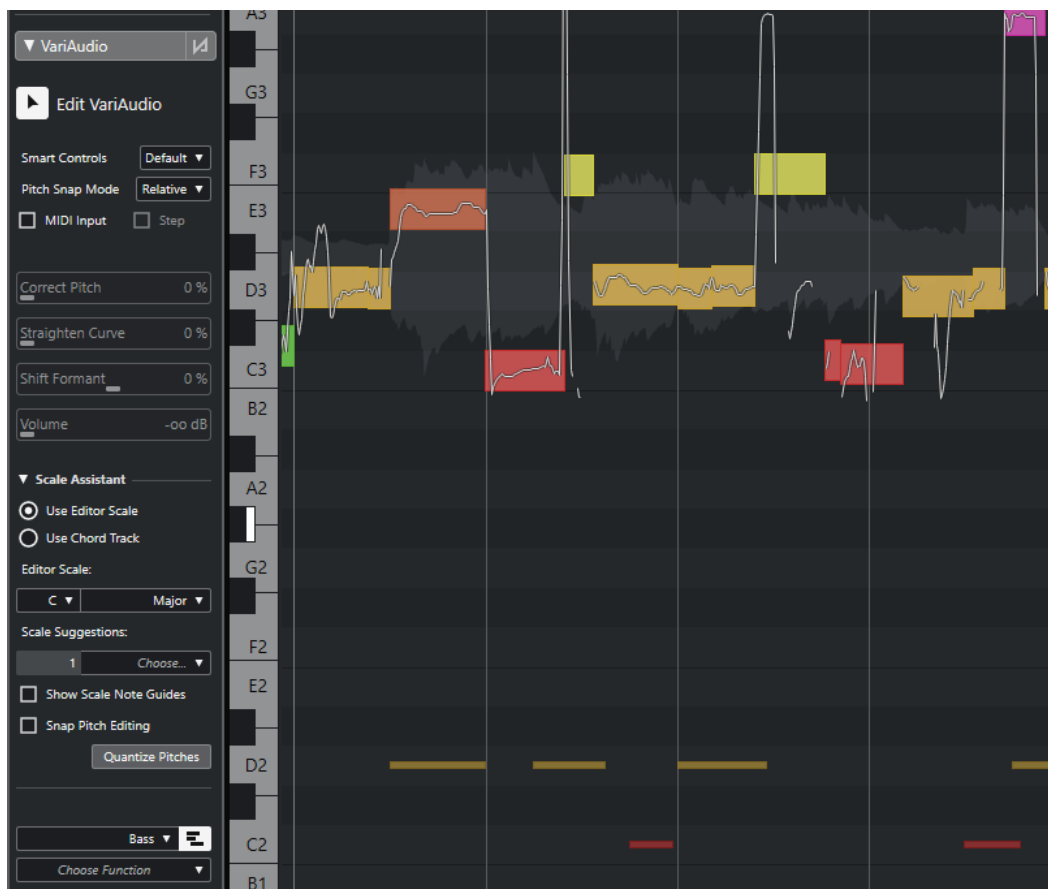 VariAudio
Edit VariAudio
Smart Controls Default
Pitch Snap Mode Relative
MIDI Input Step
Correct Pitch 0 %
Straighten Curve 0 %
Shift Formant 0 %
Volume -oo dB
Scale Assistant
Use Editor Scale
Use Chord Track
Editor Scale:
C Major
Scale Suggestions:
1 Choose...
Show Scale Note Guides
Snap Pitch Editing
Quantize Pitches
Bass
Choose Function
A3
G3
F3
E3
D3
C3
B2
A2
G2
F2
E2
D2
C2
B1